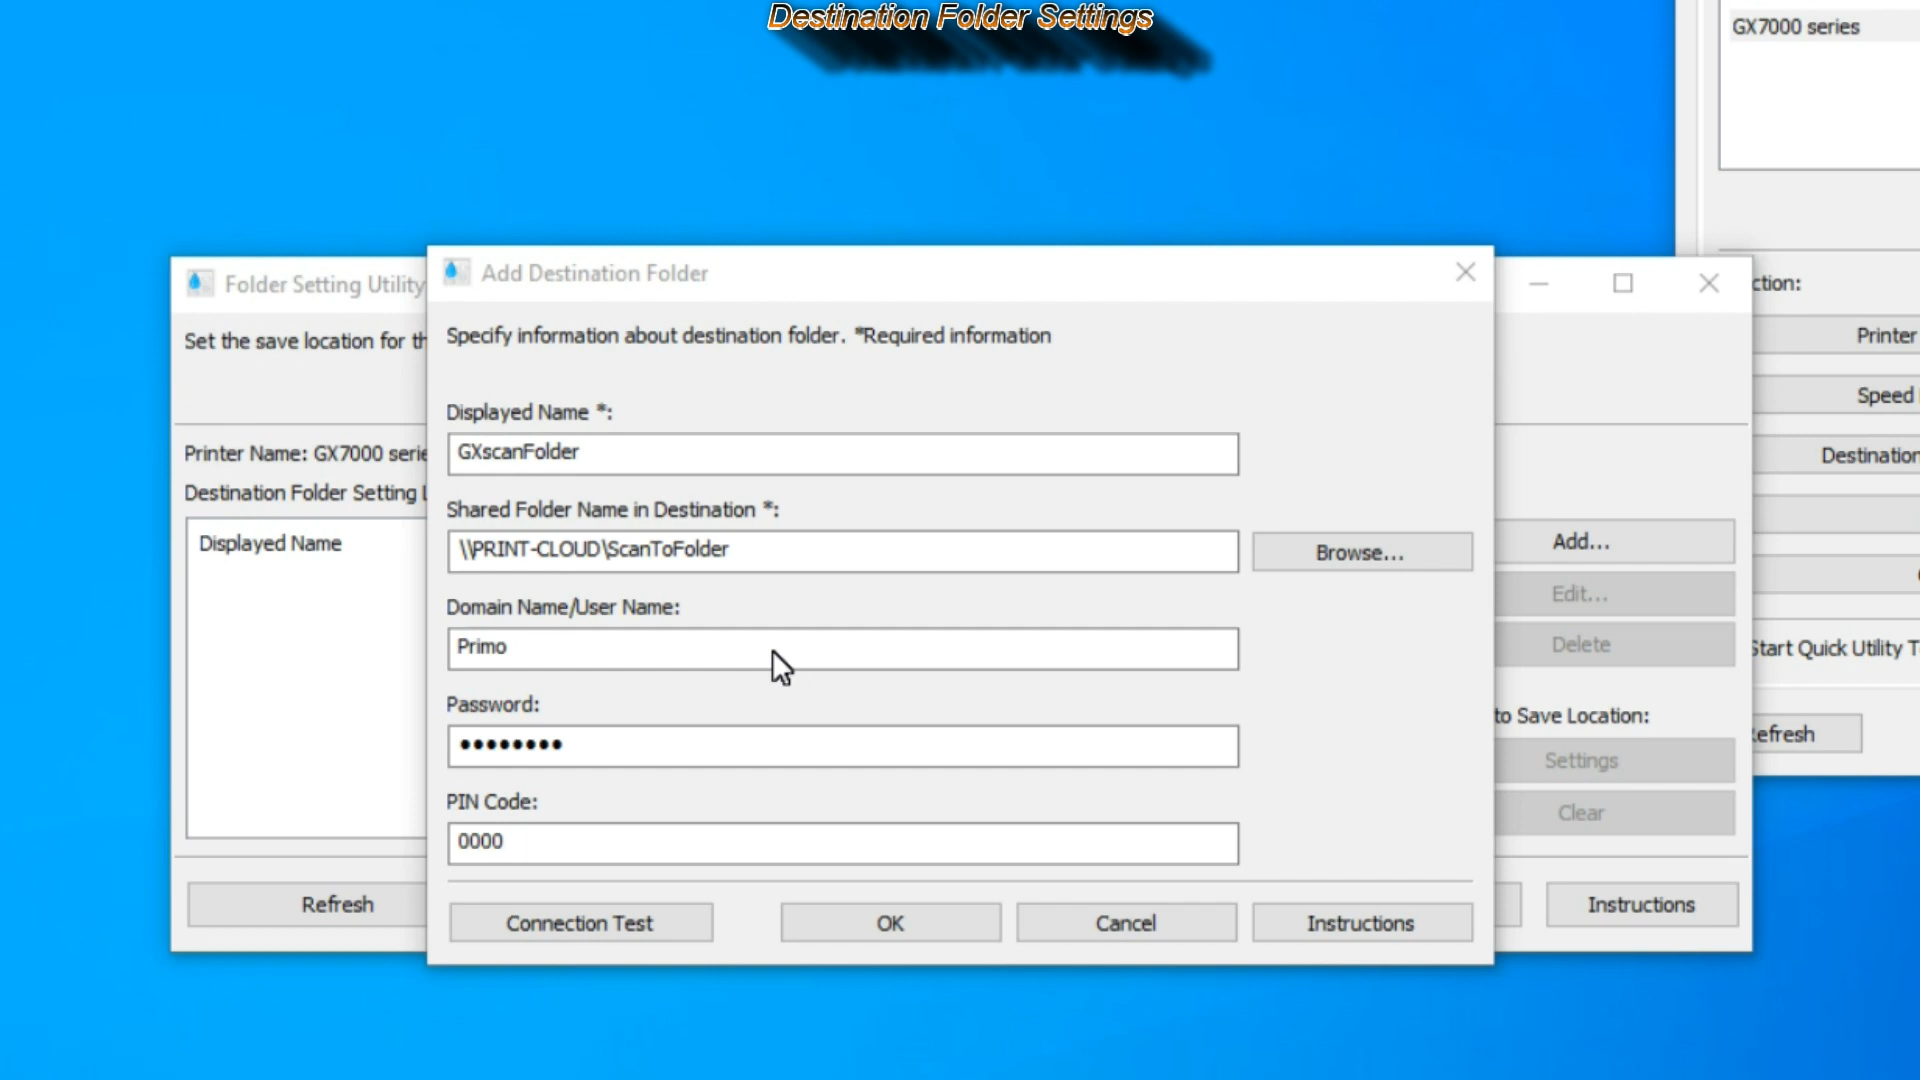 Destination Folder Settings
GX7000 series
Folder Setting Utility
Add Destination Folder
Set the save location for th
Specify information about destination folder. *Required information
ction:
Printer
Displayed Name *:
GXscanFolder
Speed
Printer Name: GX7000 serie
Destination
Destination Folder Setting L
Shared Folder Name in Destination *:
Displayed Name
\\PRINT-CLOUD\ScanToFolder
Browse...
Add...
Domain Name/User Name:
Edit...
Primo
Delete
Start Quick Utility T
Password:
••••••••
to Save Location:
Refresh
Settings
PIN Code:
0000
Clear
Refresh
Connection Test
OK
Cancel
Instructions
Instructions